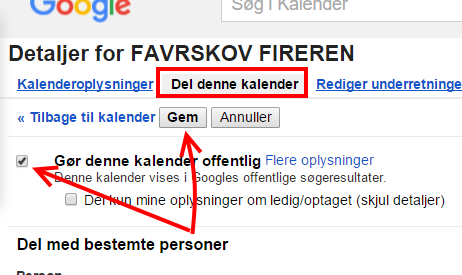 Google
Søg i Kalender
Detaljer for FAVRSKOV FIREREN
Kalenderoplysninger Del denne kalender Rediger underretninge
« Tilbage til kalender Gem Annuller
Gør denne kalender offentlig Flere oplysninger
Denne kalender vises i Googles offentlige søgeresultater.
Del kun mine oplysninger om ledig/optaget (skjul detaljer)
Del med bestemte personer